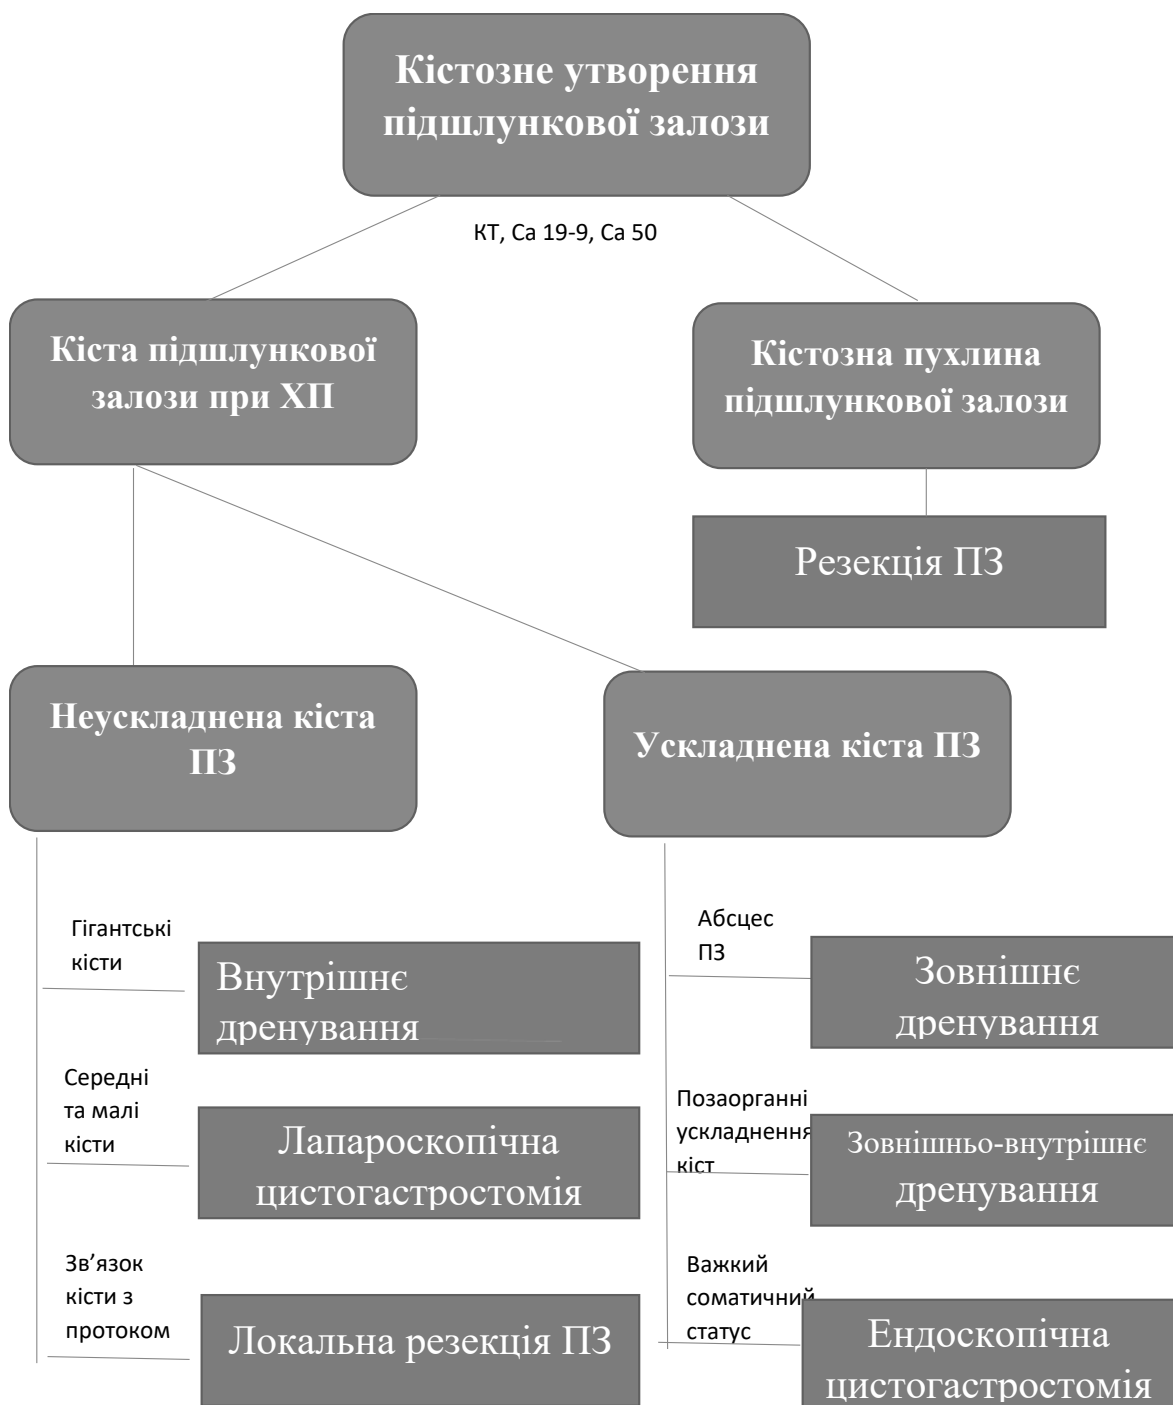 Кістозне утворення
підшлункової залози
КТ, Са 19-9, Са 50
Кіста підшлункової
залози при ХП
Кістозна пухлина
підшлункової залози
Резекція ПЗ
Неускладнена кіста
ПЗ
Ускладнена кіста ПЗ
Гігантські
кісти
Внутрішнє
дренування
Середні
та малі
кісти
Лапароскопічна
цистогастростомія
Зв’язок
кісти з
протоком
Локальна резекція ПЗ
Абсцес
ПЗ
Зовнішнє
дренування
Позаорганні
ускладнення
кіст
Зовнішньо-внутрішнє
дренування
Важкий
соматичний
статус
Ендоскопічна
цистогастростомія